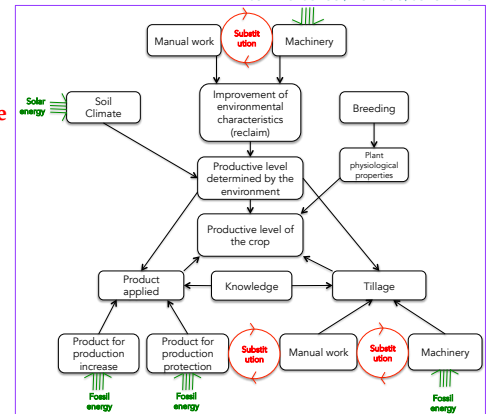 Substit
ution
Manual work
Machinery
Solar
energy
e
Soil
Climate
Improvement of
environmental
characteristics
(reclaim)
Breeding
Plant
physiological
properties
Productive level
determined by the
environment
Productive level of
the crop
Product
applied
Knowledge
Tillage
Product for
production
increase
Product for
production
protection
Substit
ution
Manual work
Substit
ution
Machinery
Fossil
energy
Fossil
energy
Fossil
energy